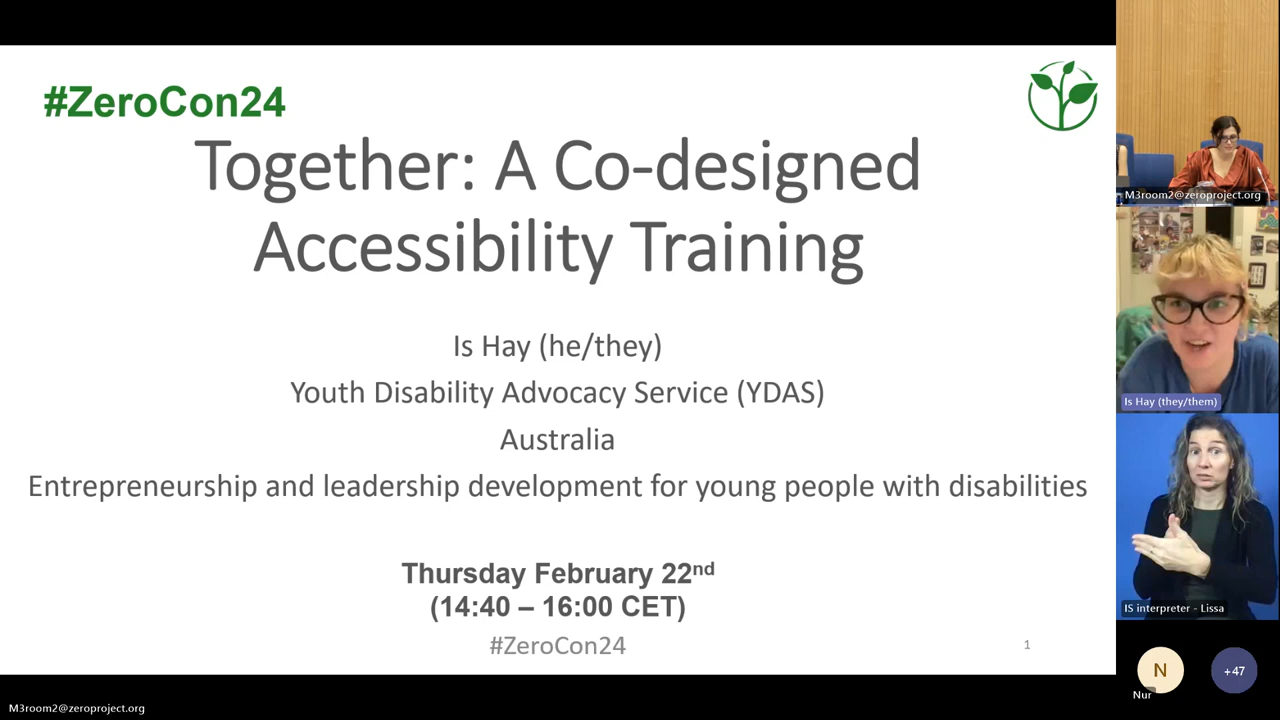 #ZeroCon24
Together: A Co-designed
Accessibility Training
Is Hay (he/they)
Youth Disability Advocacy Service (YDAS)
Australia
Entrepreneurship and leadership development for young people with disabilities
Thursday February 22nd
(14:40 – 16:00 CET)
#ZeroCon24
1
M3room2@zeroproject.org
Is Hay (they/them)
IS interpreter - Lissa
N
Nur
+47
M3room2@zeroproject.org